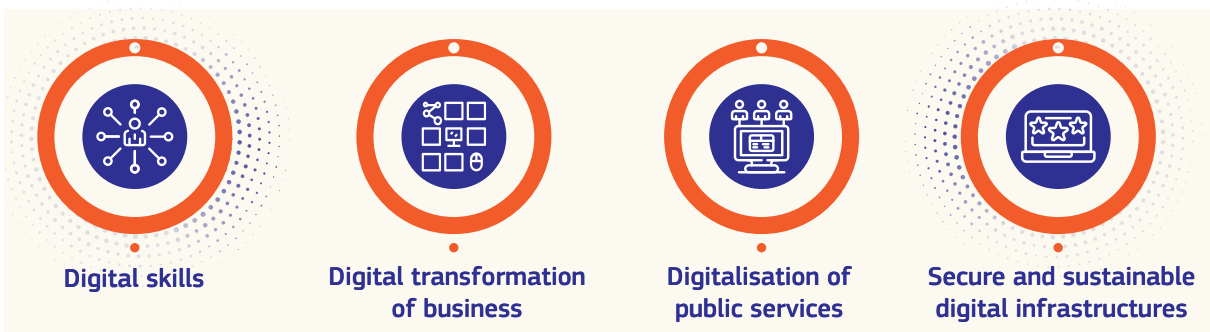 Digital skills
Digital transformation
of business
Digitalisation of
public services
Secure and sustainable
digital infrastructures